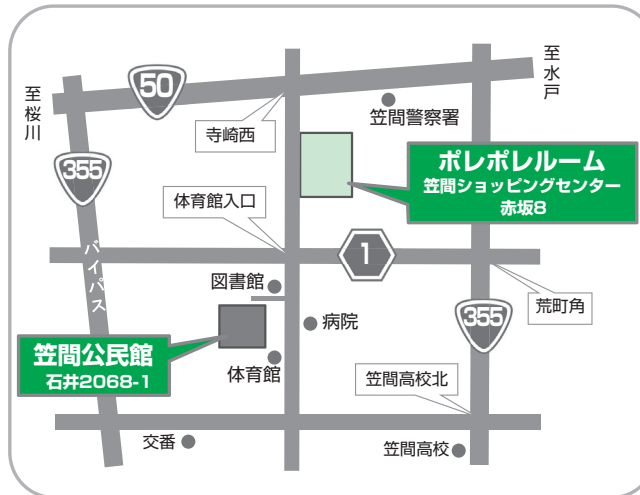 至水戸
至桜川
50
笠間警察署
寺崎西
ポレポレルーム
笠間ショッピングセンター
赤坂8
355
体育館入口
1
バイパス
図書館
荒町角
病院
355
笠間公民館
石井2068-1
体育館
笠間高校北
交番
笠間高校